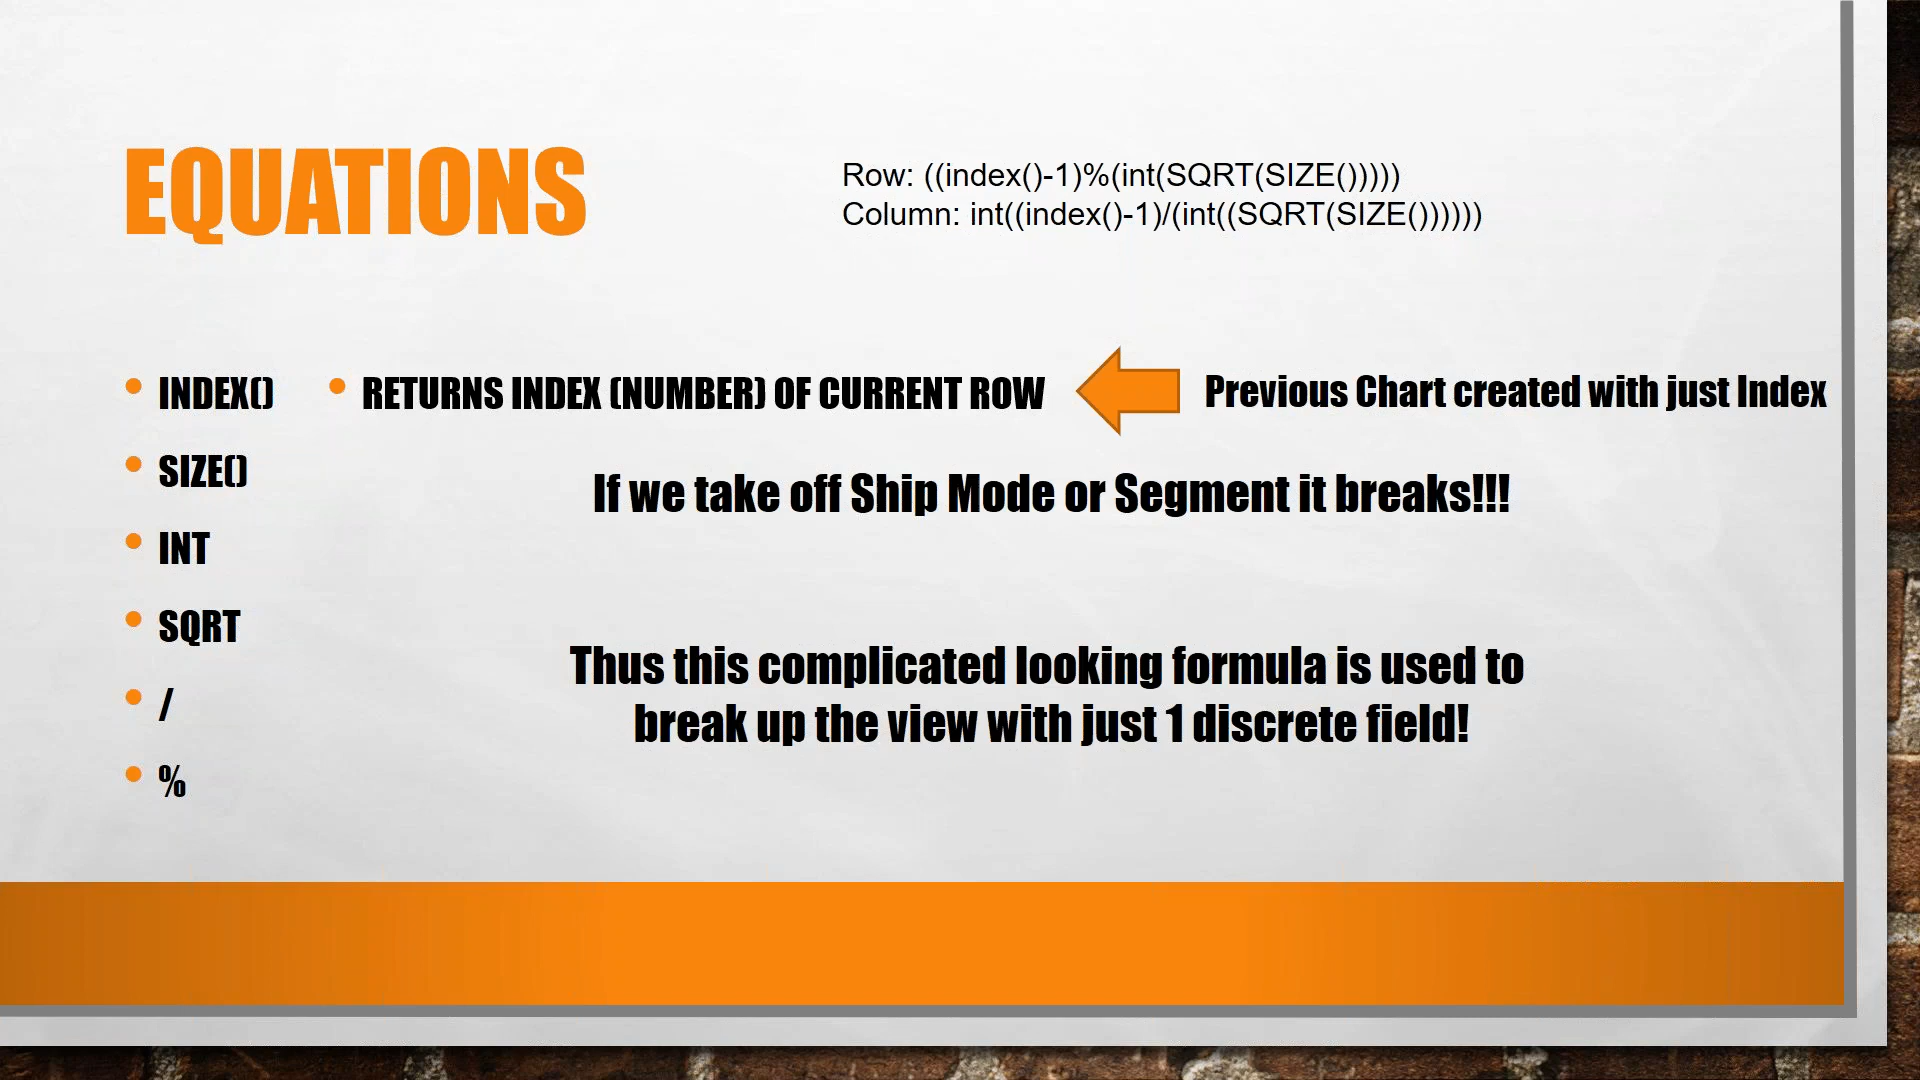 EQUATIONS
Row: ((index()-1)%(int(SQRT(SIZE()))))
Column: int((index()-1)/(int((SQRT(SIZE())))))
• INDEX()
• RETURNS INDEX (NUMBER) OF CURRENT ROW
Previous Chart created with just Index
• SIZE()
If we take off Ship Mode or Segment it breaks!!!
• INT
• SQRT
Thus this complicated looking formula is used to
break up the view with just 1 discrete field!
• /
• %